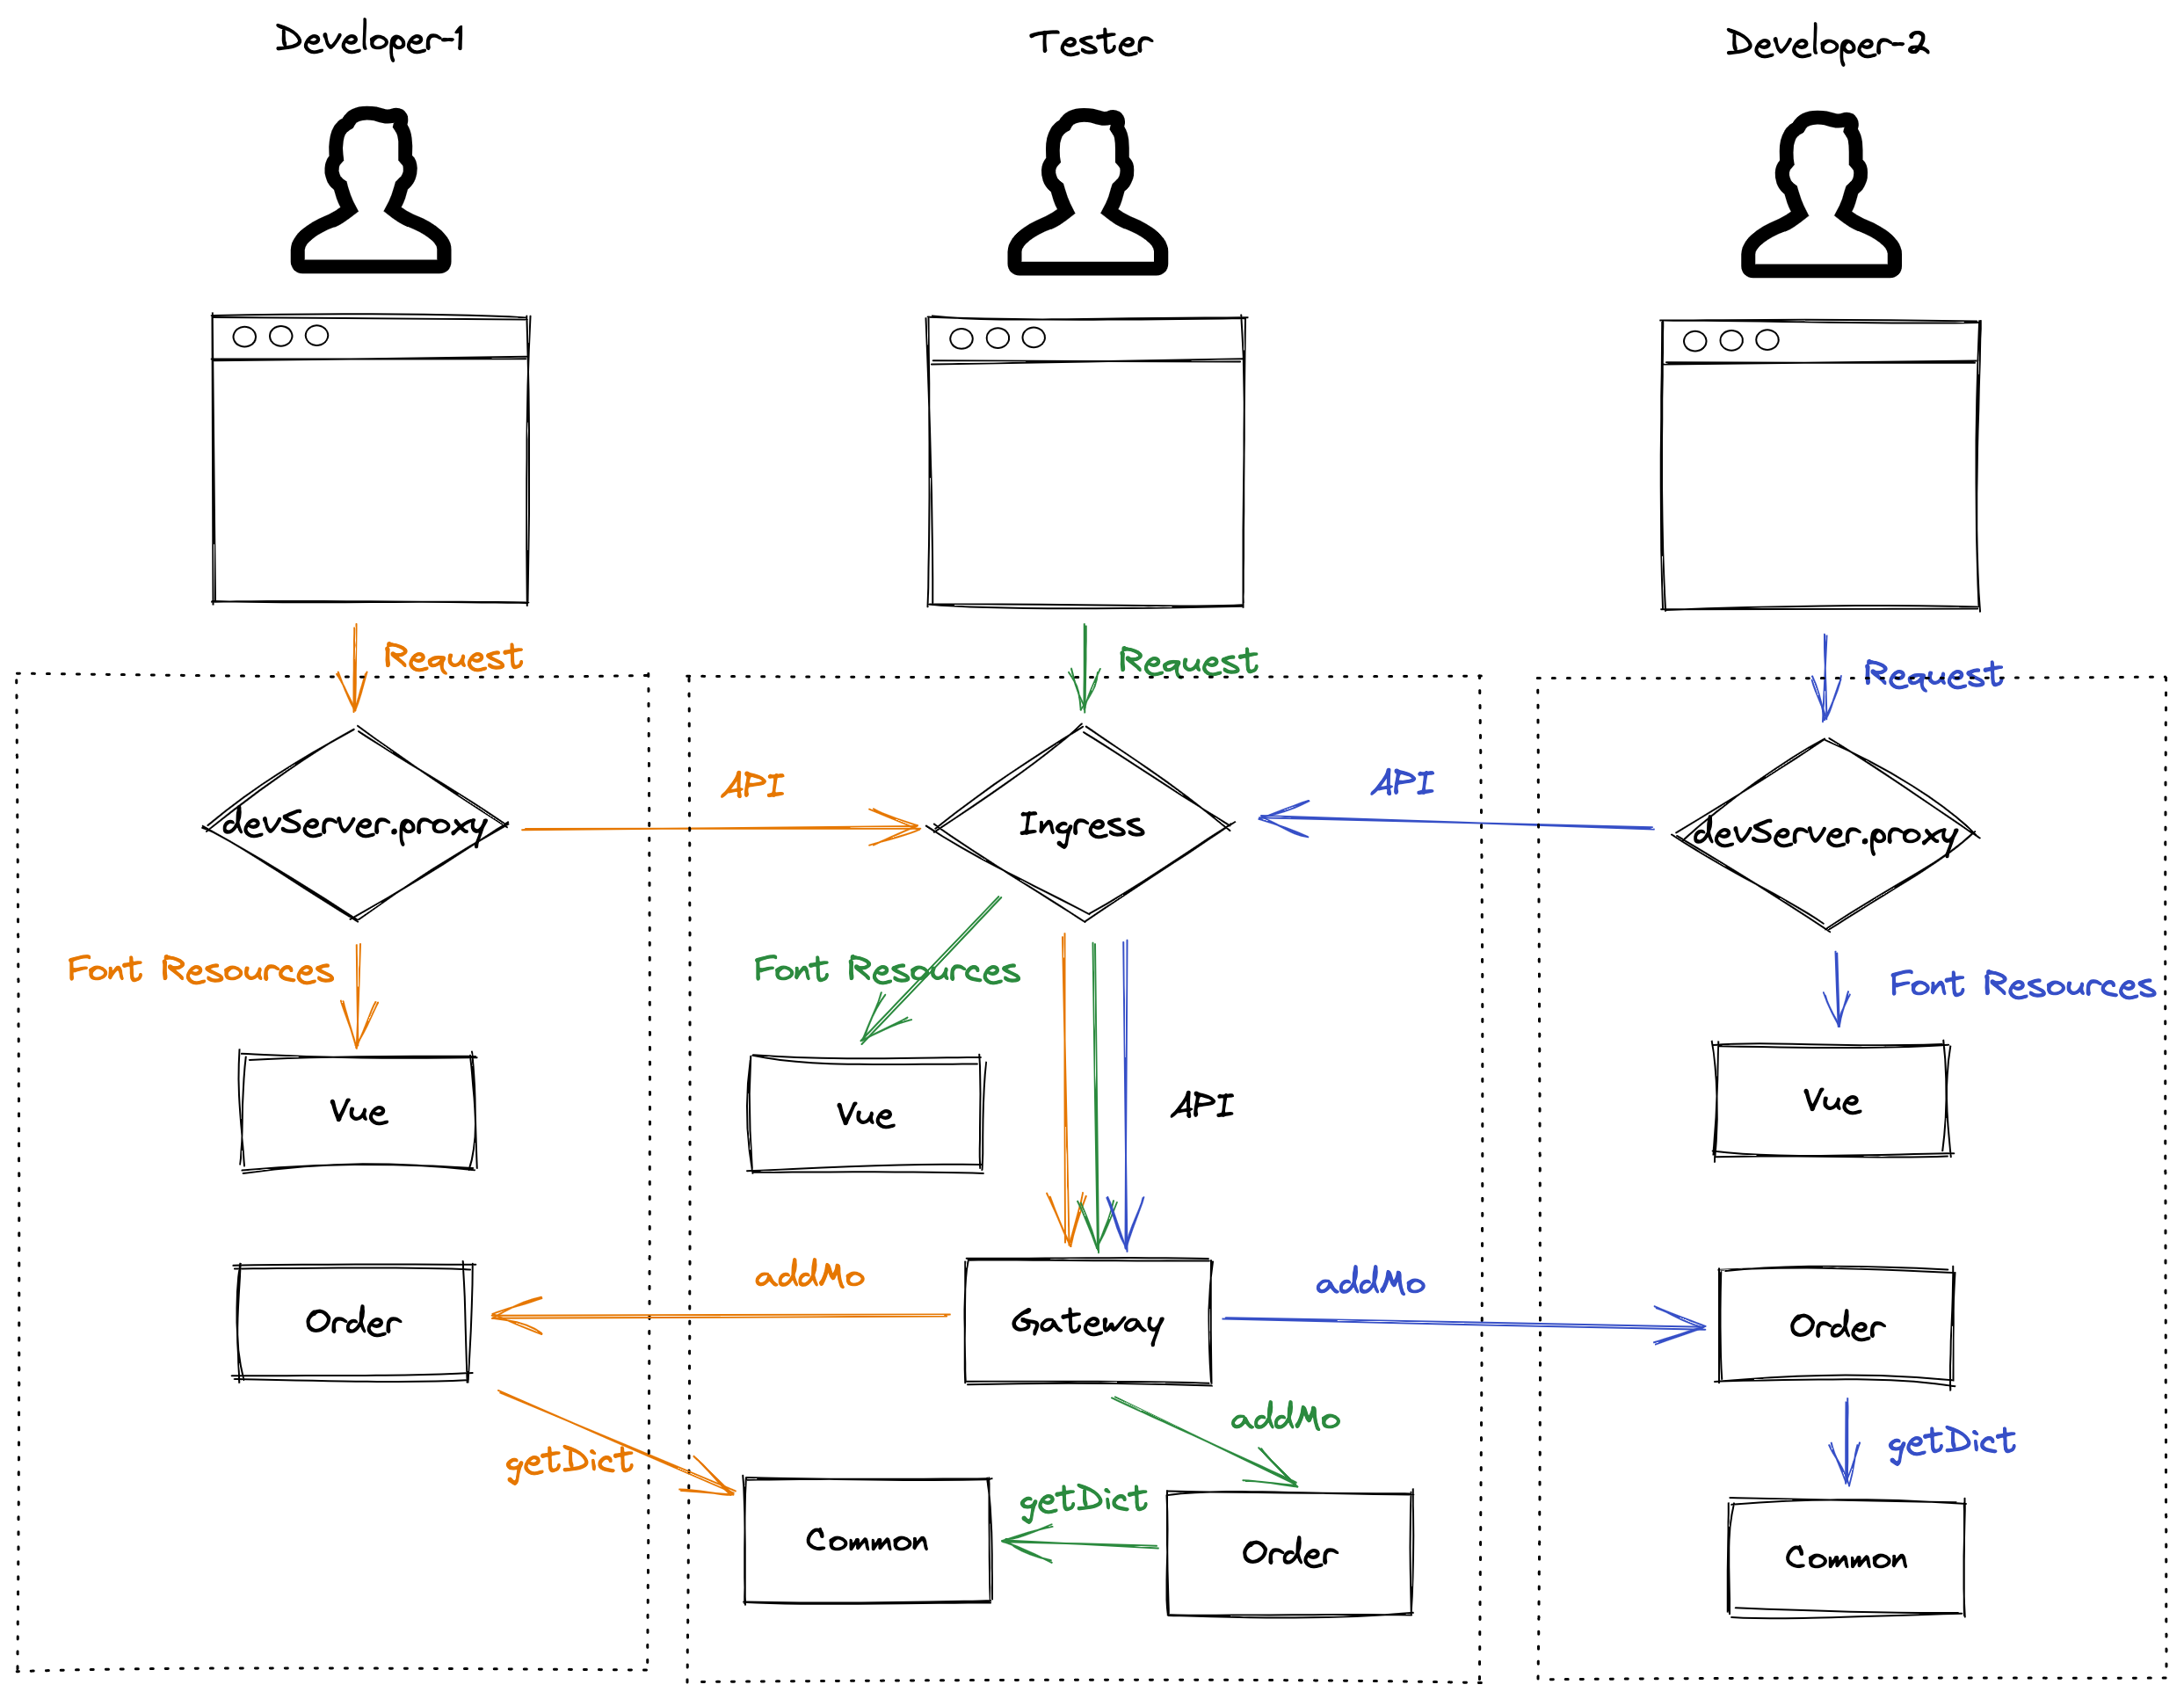 Developer-1
Tester
Developer-2
Request
Request
Request
devServer.proxy
API
Ingress
API
devServer.proxy
Font Resources
Font Resources
Font Resources
Vue
Vue
API
Vue
Order
addMo
Gateway
addMo
Order
getDict
addMo
getDict
getDict
Common
Order
Common